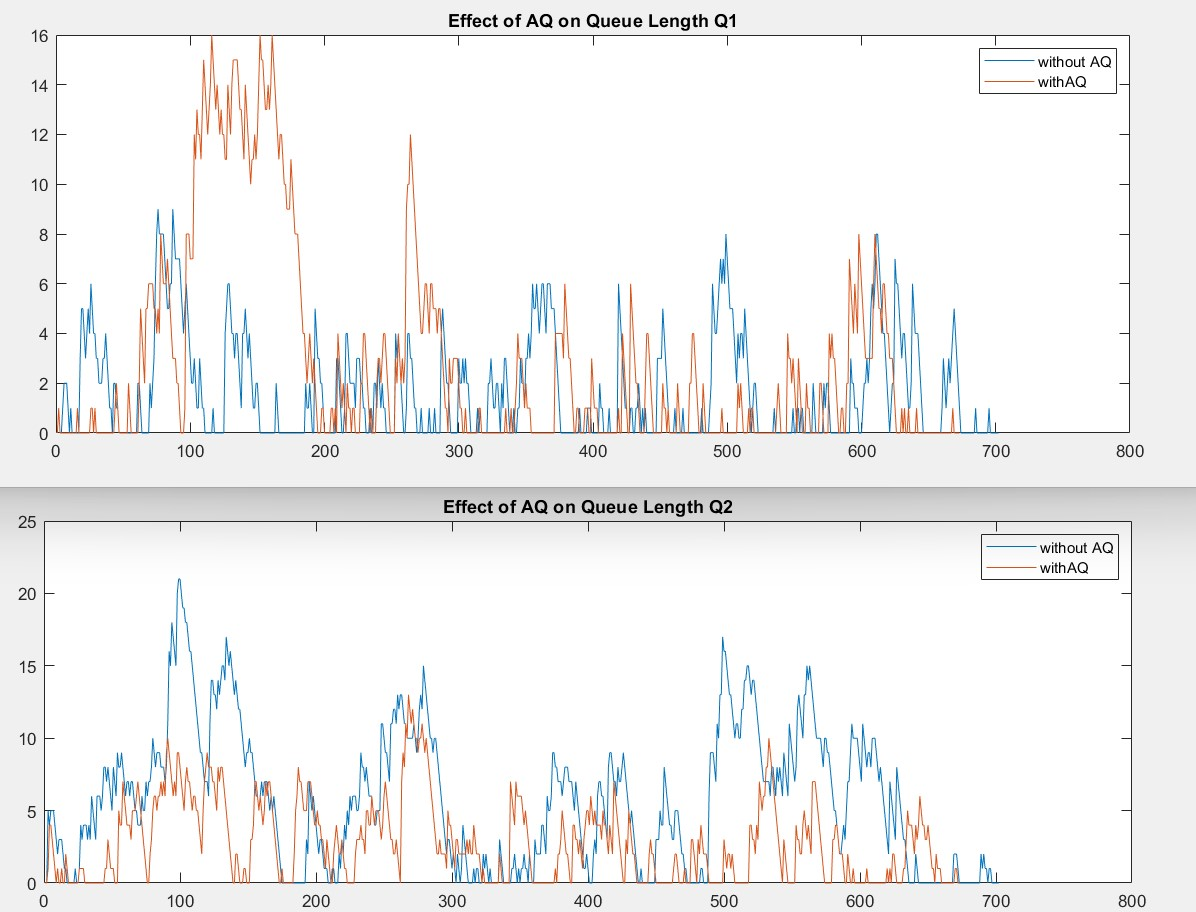 Effect of AQ on Queue Length Q1
without AQ
withAQ
16
14
12
10
8
6
4
2
0
0 100 200 300 400 500 600 700 800
Effect of AQ on Queue Length Q2
without AQ
withAQ
25
20
15
10
5
0
0 100 200 300 400 500 600 700 800